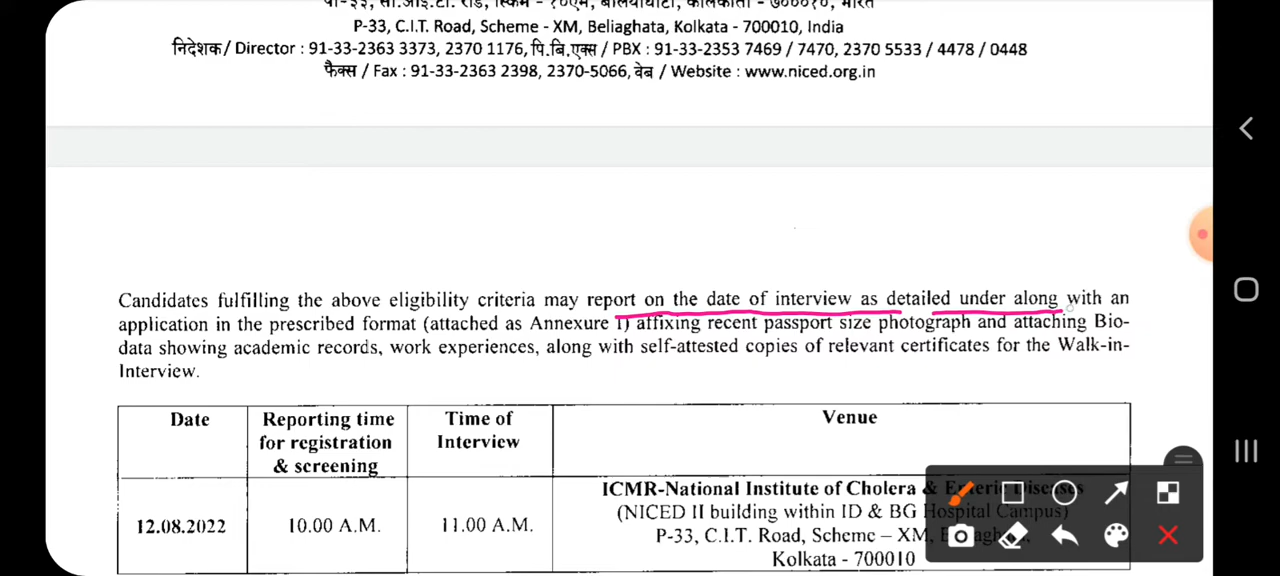 P-33, C.I.T. Road, Scheme - XM, Beliaghata, Kolkata - 700010, India
निदेशक / Director : 91-33-2363 3373, 2370 1176, पि.बि.एक्स / PBX : 91-33-2353 7469 / 7470, 2370 5533 / 4478 / 0448
फैक्स / Fax : 91-33-2363 2398, 2370-5066, वेब / Website : www.niced.org.in
Candidates fulfilling the above eligibility criteria may report on the date of interview as detailed under along with an
application in the prescribed format (attached as Annexure I) affixing recent passport size photograph and attaching Bio-
data showing academic records, work experiences, along with self-attested copies of relevant certificates for the Walk-in-
Interview.
Date
Reporting time
for registration
& screening
Time of
Interview
Venue
12.08.2022
10.00 A.M.
11.00 A.M.
ICMR-National Institute of Cholera & Enteric Diseases
(NICED II building within ID & BG Hospital Campus)
P-33, C.I.T. Road, Scheme – XM,
Kolkata - 700010